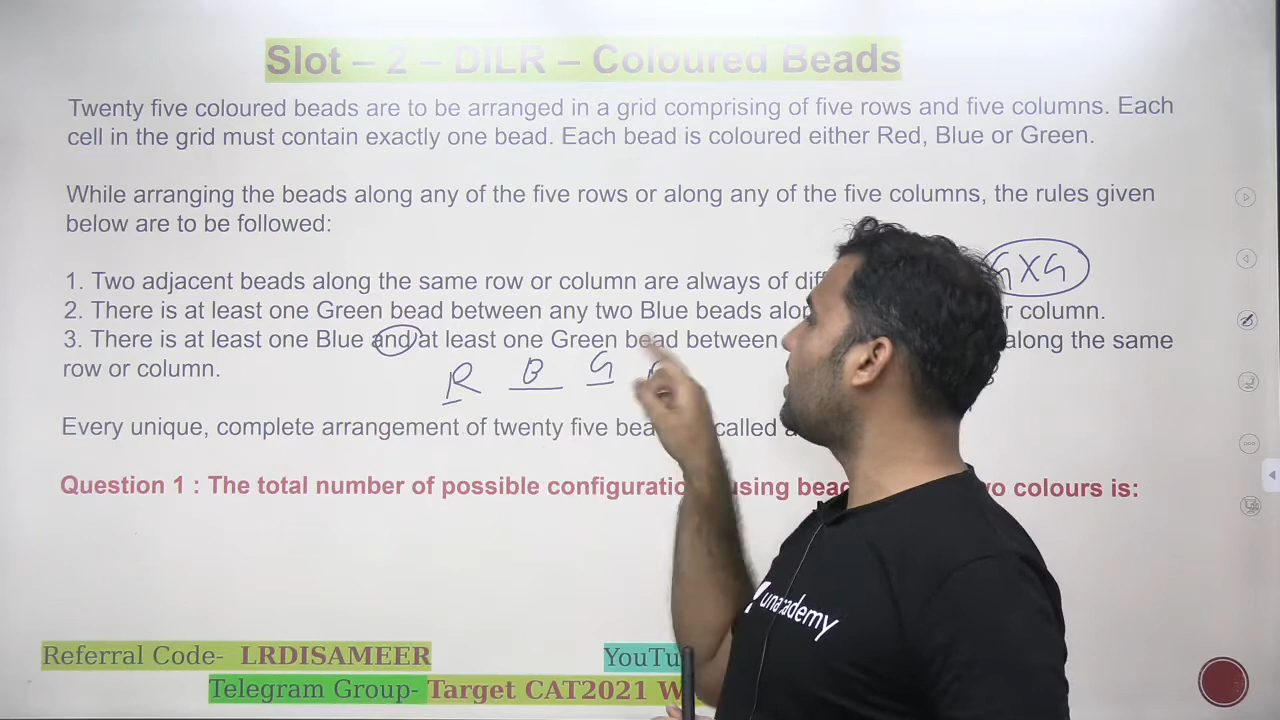 Slot – 2 – DILR – Coloured Beads
Twenty five coloured beads are to be arranged in a grid comprising of five rows and five columns. Each
cell in the grid must contain exactly one bead. Each bead is coloured either Red, Blue or Green.
While arranging the beads along any of the five rows or along any of the five columns, the rules given
below are to be followed:
1. Two adjacent beads along the same row or column are always of
G X G
2. There is at least one Green bead between any two Blue beads column.
3. There is at least one Blue and at least one Green bead between along the same
row or column.
R B G
Every unique, complete arrangement of twenty five called
Question 1 : The total number of possible using colours is:
unacademy
Referral Code- LRDISAMEER
Telegram Group- Target CAT2021